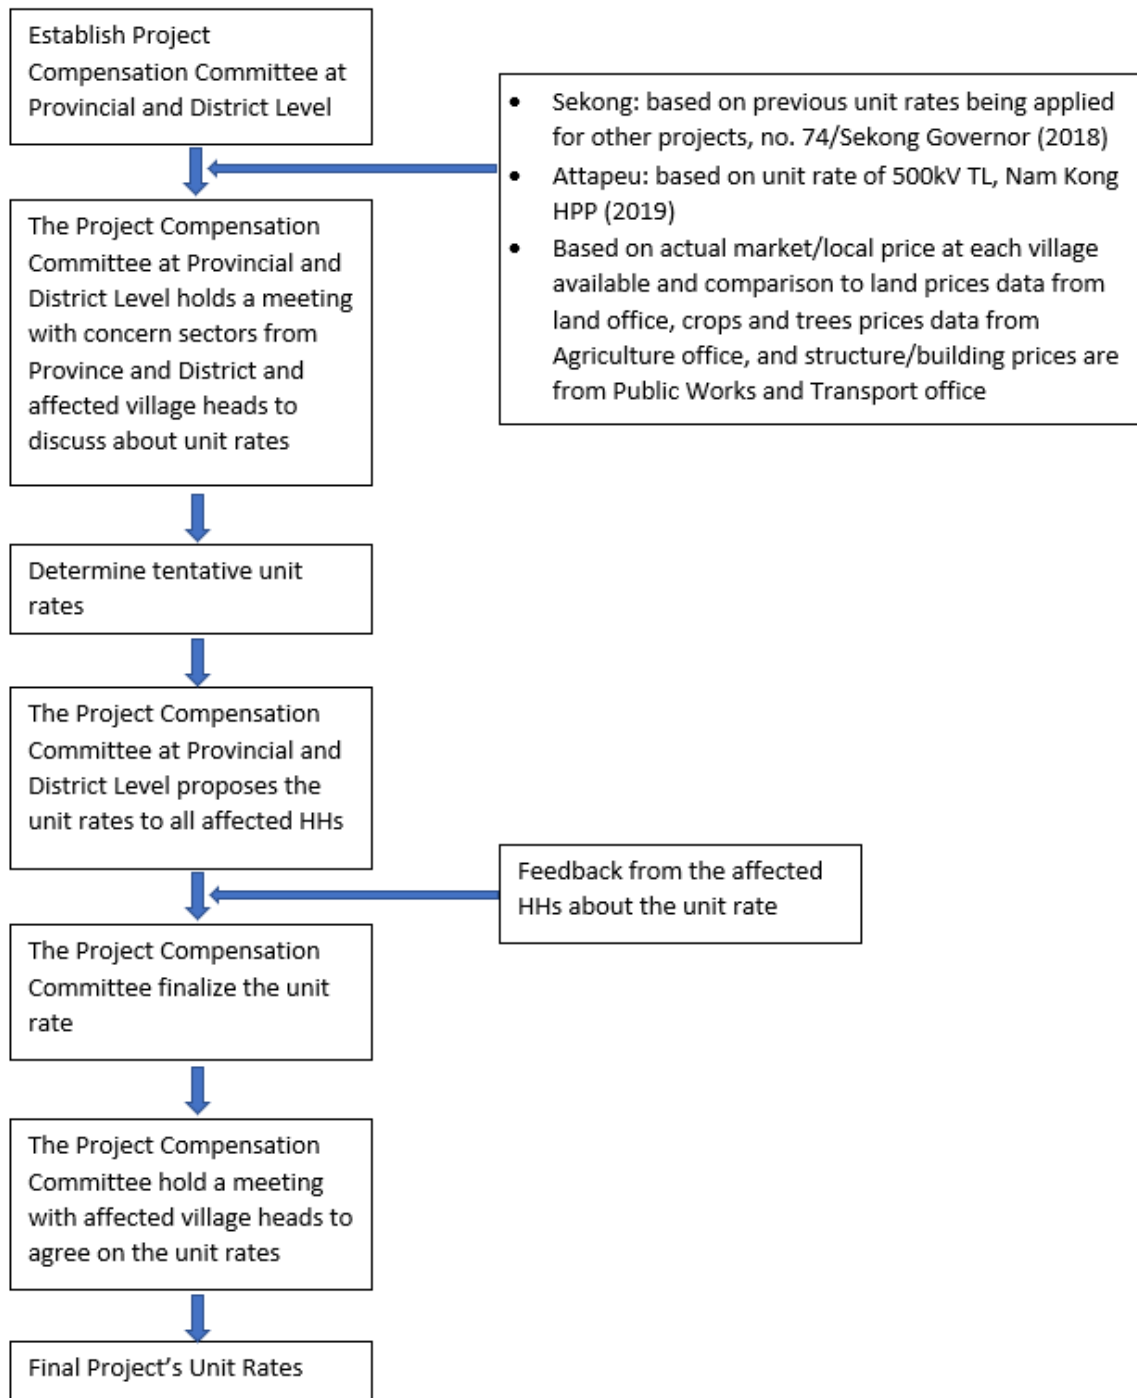 Establish Project
Compensation Committee at
Provincial and District Level
• Sekong: based on previous unit rates being applied
for other projects, no. 74/Sekong Governor (2018)
• Attapeu: based on unit rate of 500kV TL, Nam Kong
HPP (2019)
• Based on actual market/local price at each village
available and comparison to land prices data from
land office, crops and trees prices data from
Agriculture office, and structure/building prices are
from Public Works and Transport office
The Project Compensation
Committee at Provincial and
District Level holds a meeting
with concern sectors from
Province and District and
affected village heads to
discuss about unit rates
Determine tentative unit
rates
The Project Compensation
Committee at Provincial and
District Level proposes the
unit rates to all affected HHs
Feedback from the affected
HHs about the unit rate
The Project Compensation
Committee finalize the unit
rate
The Project Compensation
Committee hold a meeting
with affected village heads to
agree on the unit rates
Final Project’s Unit Rates